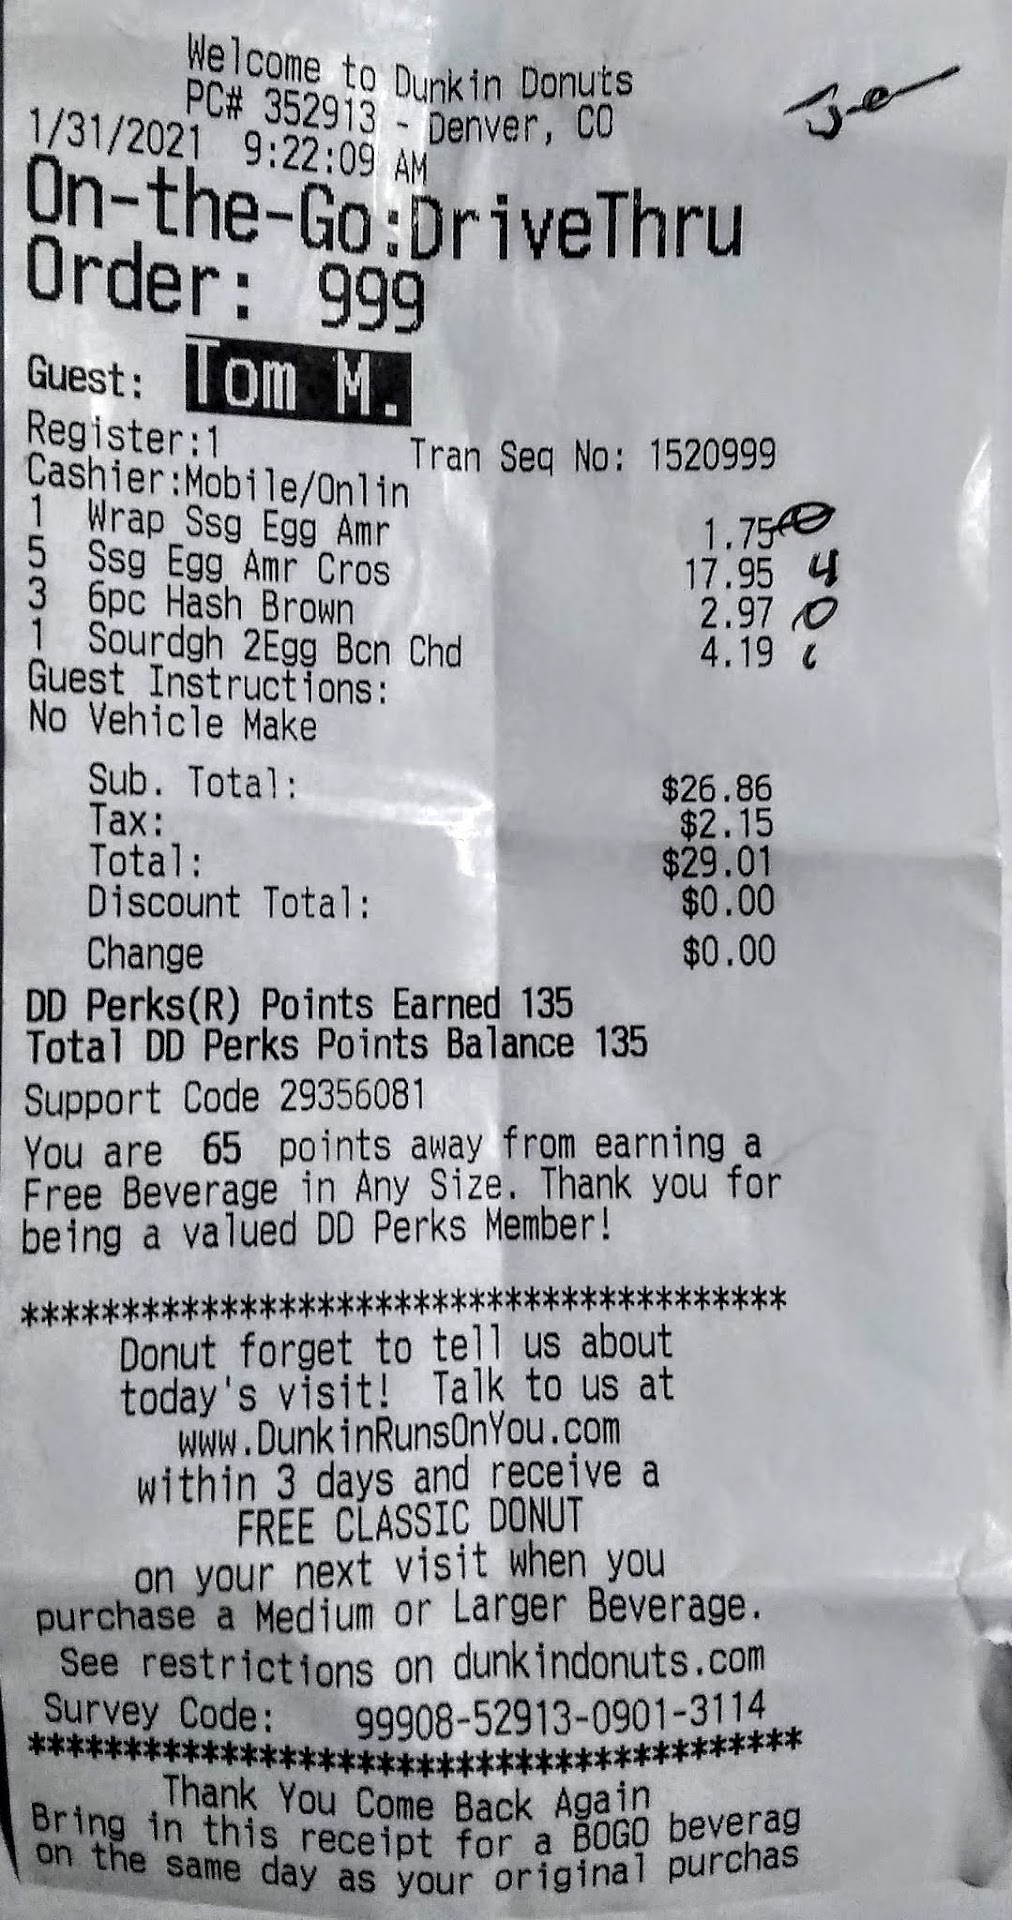 Welcome to Dunkin Donuts
PC# 352913 - Denver, CO
1/31/2021 9:22:09 AM
On-the-Go:DriveThru
Order: 999
Guest: Tom M.
Register:1 Tran Seq No: 1520999
Cashier:Mobile/Onlin
1 Wrap Ssg Egg Amr 1.75
5 Ssg Egg Amr Cros 17.95 4
3 6pc Hash Brown 2.97 0
1 Sourdgh 2Egg Bcn Chd 4.19
Guest Instructions:
No Vehicle Make
Sub. Total: $26.86
Tax: $2.15
Total: $29.01
Discount Total: $0.00
Change $0.00
DD Perks(R) Points Earned 135
Total DD Perks Points Balance 135
Support Code 29356081
You are 65 points away from earning a
Free Beverage in Any Size. Thank you for
being a valued DD Perks Member!
***************************************
Donut forget to tell us about
today's visit! Talk to us at
www.DunkinRunsOnYou.com
within 3 days and receive a
FREE CLASSIC DONUT
on your next visit when you
purchase a Medium or Larger Beverage.
See restrictions on dunkindonuts.com
Survey Code: 99908-52913-0901-3114
***************************************
Thank You Come Back Again
Bring in this receipt for a BOGO beverag
on the same day as your original purchas